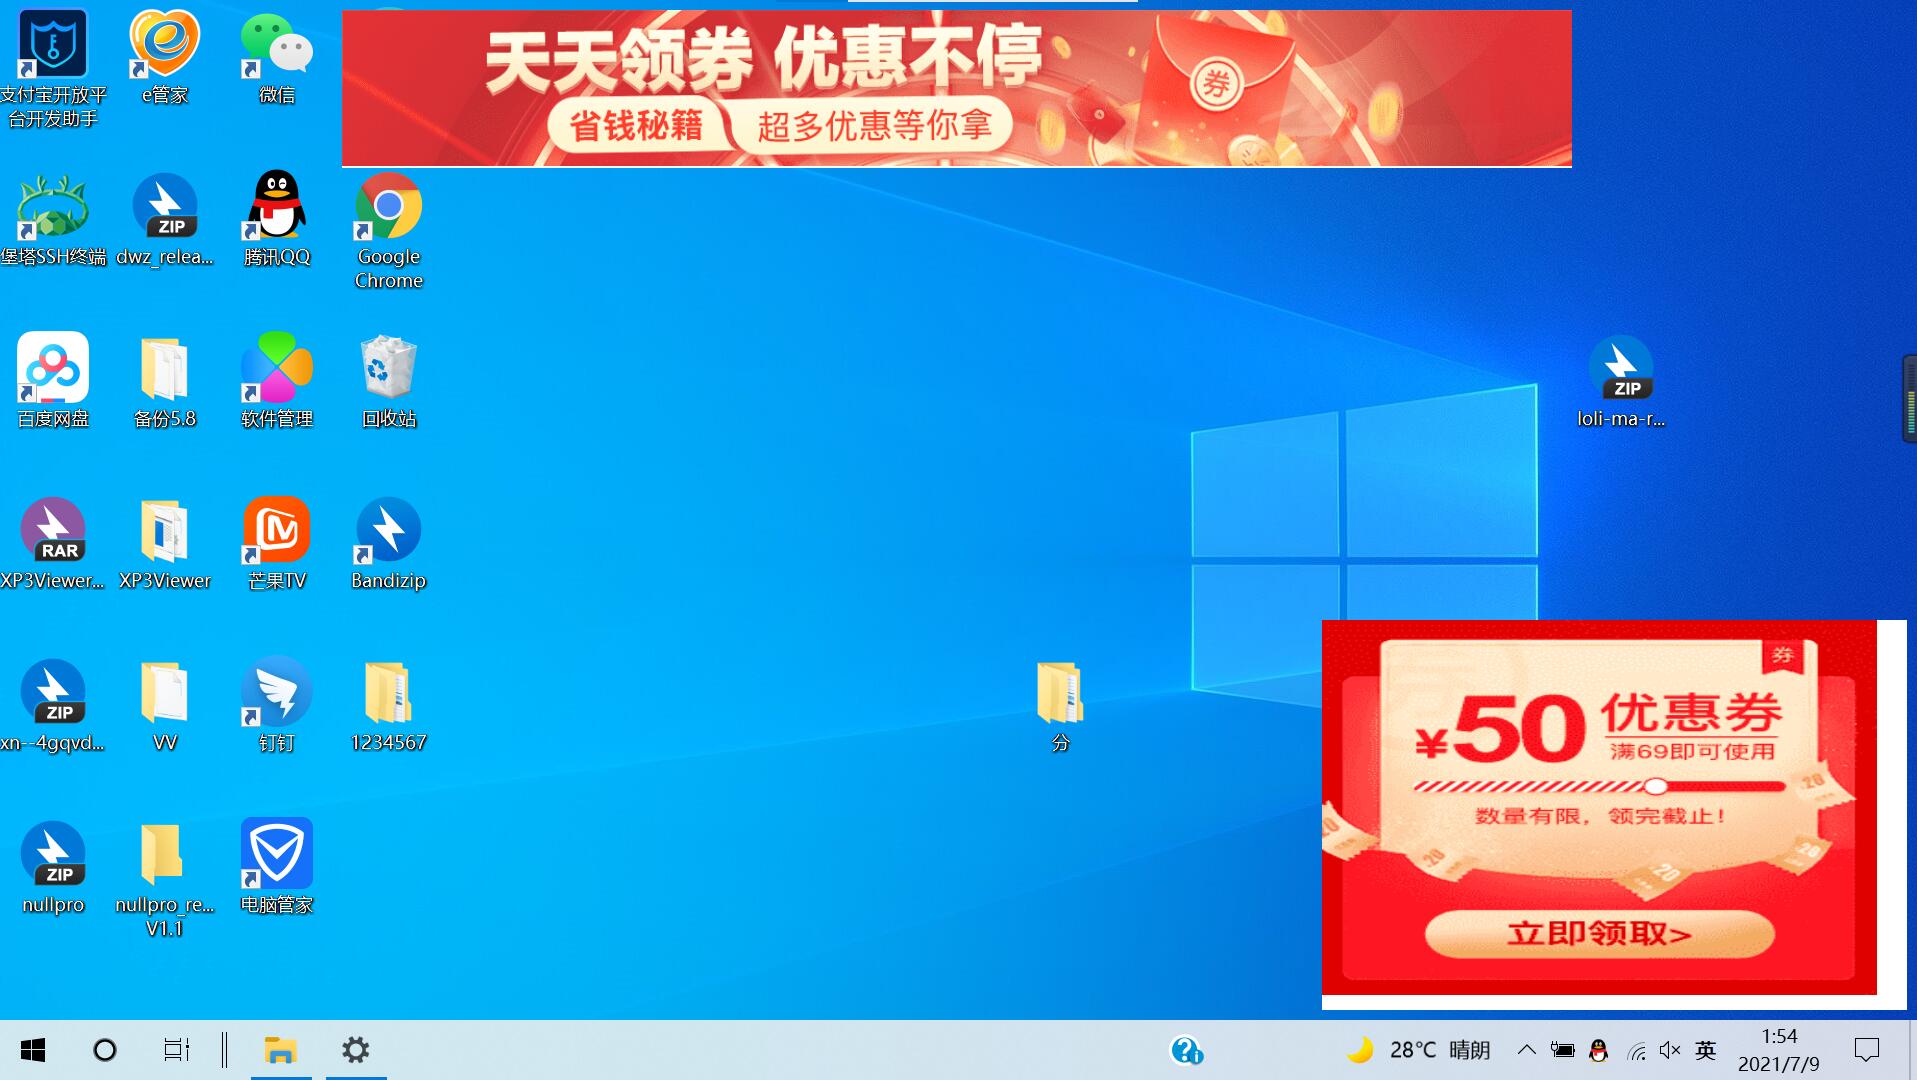 支付宝开放平
台开发助手
e管家
微信
天天领券 优惠不停
省钱秘籍
超多优惠等你拿
券
堡塔SSH终端
ZIP
dwz_relea...
腾讯QQ
Google
Chrome
百度网盘
备份5.8
软件管理
回收站
ZIP
loli-ma-r...
RAR
XP3Viewer...
XP3Viewer
芒果TV
Bandizip
ZIP
xn--4gqvd...
VV
钉钉
1234567
分
ZIP
nullpro
nullpro_re...
V1.1
电脑管家
券
¥50
优惠券
满69即可使用
数量有限，领完截止！
20
20
20
20
20
立即领取>
28℃ 晴朗
英
1:54
2021/7/9